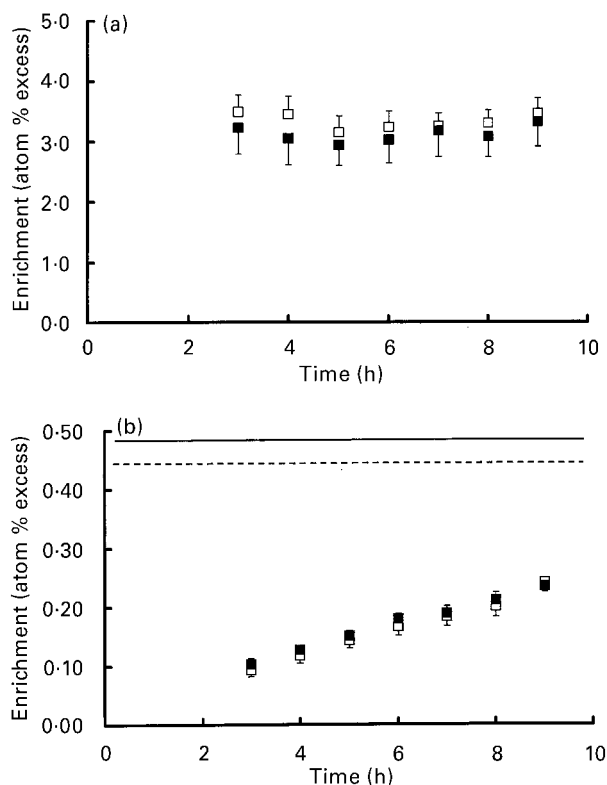 (a)
5·0
4·0
3·0
2·0
1·0
0·0
Enrichment (atom % excess)
0 2 4 6 8 10
Time (h)
(b)
0·50
0·40
0·30
0·20
0·10
0·00
Enrichment (atom % excess)
0 2 4 6 8 10
Time (h)